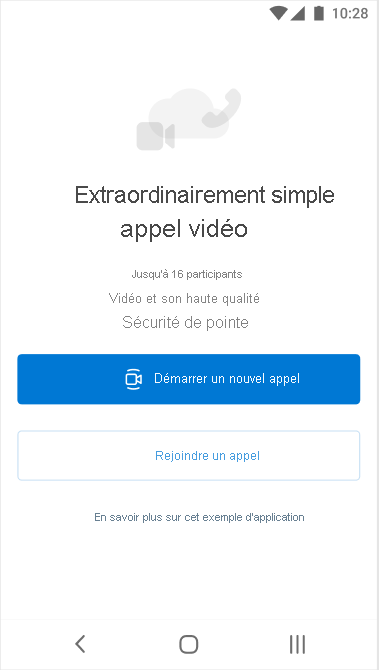 10:28
Extraordinairement simple
appel vidéo
Jusqu'à 16 participants
Vidéo et son haute qualité
Sécurité de pointe
Démarrer un nouvel appel
Rejoindre un appel
En savoir plus sur cet exemple d'application